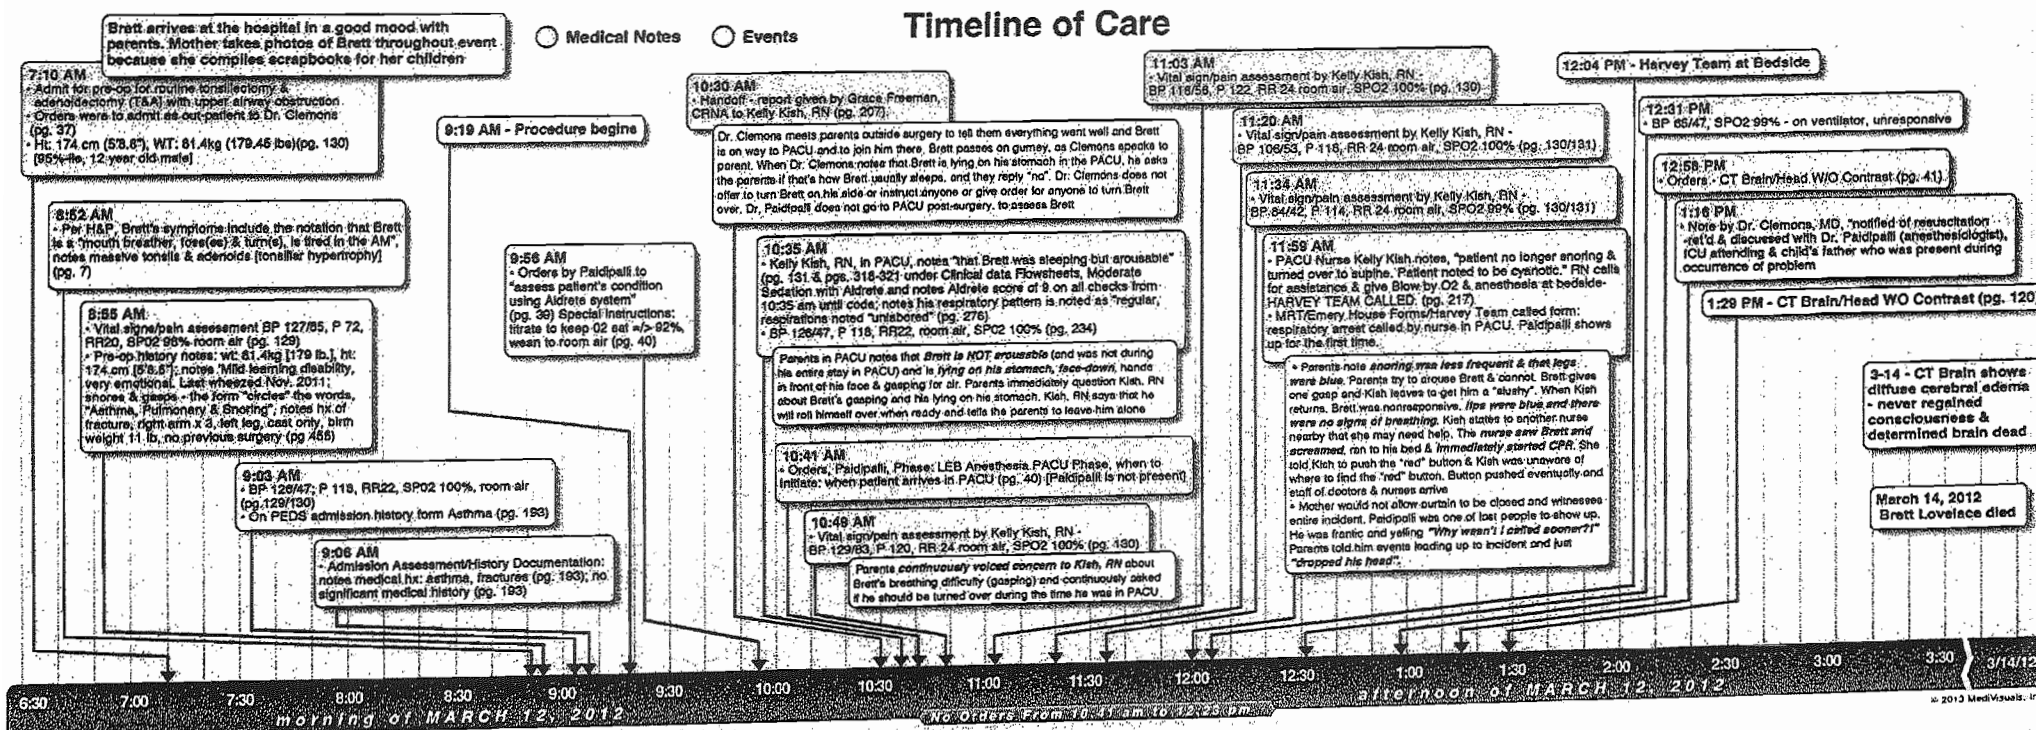 Timeline of Care
Medical Notes
Events
Brett arrives at the hospital in a good mood with
parents. Mother takes photos of Brett throughout event
because she compiles scrapbooks for her children
7:10 AM
• Admit for pre-op for routine tonsillectomy &
adenoidectomy (T&A) with upper airway obstruction
• Orders were to admit as out-patient to Dr. Clemons
(pg. 37)
• Ht: 174 cm (5'8.8"), WT: 81.4kg (179.45 lbs)(pg. 130)
[95%-ile, 12 year old male]
8:52 AM
• Per H&P, Brett's symptoms include the notation that Brett
is a "mouth breather, toss(es) & turn(s), is tired in the AM",
notes massive tonsils & adenoids [tonsillar hypertrophy]
(pg. 7)
8:55 AM
• Vital signs/pain assessment BP 127/65, P 72,
RR20, SPO2 98% room air (pg. 129)
• Pre-op history notes: wt: 81.4kg [179 lb.], ht:
174 cm [5'8.5"]; notes "Mild learning disability,
very emotional. Last wheezed Nov. 2011;
snores & gasps - the form "circles" the words,
"Asthma, Pulmonary & Snoring"; notes hx of
fracture, right arm x 3, left leg, cast only, birth
weight 11 lb, no previous surgery (pg 455)
9:03 AM
• BP 126/47; P 118, RR22, SPO2 100%, room air
(pg.129/130)
• On PEDS admission history form Asthma (pg. 193)
9:06 AM
• Admission Assessment/History Documentation:
notes medical hx: asthma, fractures (pg. 193); no
significant medical history (pg. 193)
9:19 AM - Procedure begins
9:56 AM
• Orders by Paidipalli to
"assess patient's condition
using Aldrete system"
(pg. 39) Special Instructions:
titrate to keep O2 sat =/> 92%,
wean to room air (pg. 40)
10:30 AM
• Handoff - report given by Grace Freeman,
CRNA to Kelly Kish, RN (pg. 207)
Dr. Clemons meets parents outside surgery to tell them everything went well and Brett
is on way to PACU and to join him there, Brett passes on gurney, as Clemons speaks to
parent. When Dr. Clemons notes that Brett is lying on his stomach in the PACU, he asks
the parents if that's how Brett usually sleeps, and they reply "no". Dr. Clemons does not
offer to turn Brett on his side or instruct anyone or give order for anyone to turn Brett
over. Dr. Paidipalli does not go to PACU post-surgery, to assess Brett
10:35 AM
• Kelly Kish, RN, in PACU, notes "that Brett was sleeping but arousable"
(pg. 131 & pgs. 318-321 under Clinical data Flowsheets, Moderate
Sedation with Aldrete and notes Aldrete score of 9 on all checks from
10:35 am until code; notes his respiratory pattern is noted as "regular,
respirations noted "unlabored" (pg. 276)
• BP 126/47, P 118, RR22, room air, SPO2 100% (pg. 234)
Parents in PACU notes that Brett is NOT arousable (and was not during
his entire stay in PACU) and is lying on his stomach, face-down, hands
in front of his face & gasping for air. Parents immediately question Kish, RN
about Brett's gasping and his lying on his stomach. Kish, RN says that he
will roll himself over when ready and tells the parents to leave him alone
10:41 AM
• Orders, Paidipalli, Phase: LEB Anesthesia PACU Phase, when to
initiate: when patient arrives in PACU (pg. 40) [Paidipalli is not present]
10:49 AM
• Vital sign/pain assessment by Kelly Kish, RN -
BP 129/83, P 120, RR 24 room air, SPO2 100% (pg. 130)
Parents continuously voiced concern to Kish, RN about
Brett's breathing difficulty (gasping) and continuously asked
if he should be turned over during the time he was in PACU
11:03 AM
• Vital sign/pain assessment by Kelly Kish, RN -
BP 116/58, P 122, RR 24 room air, SPO2 100% (pg. 130)
11:20 AM
• Vital sign/pain assessment by Kelly Kish, RN -
BP 106/53, P 118, RR 24 room air, SPO2 100% (pg. 130/131)
11:34 AM
• Vital sign/pain assessment by Kelly Kish, RN -
BP 84/42, P 114, RR 24 room air, SPO2 99% (pg. 130/131)
11:59 AM
• PACU Nurse Kelly Kish notes, "patient no longer snoring &
turned over to supine. Patient noted to be cyanotic." RN calls
for assistance & give Blow by O2 & anesthesia at bedside-
HARVEY TEAM CALLED. (pg. 217)
• MRT/Emery House Forms/Harvey Team called form:
respiratory arrest called by nurse in PACU. Paidipalli shows
up for the first time.
• Parents note snoring was less frequent & that legs
were blue. Parents try to arouse Brett & cannot. Brett gives
one gasp and Kish leaves to get him a "slushy". When Kish
returns, Brett was nonresponsive, lips were blue and there
were no signs of breathing. Kish states to another nurse
nearby that she may need help. The nurse saw Brett and
screamed, ran to his bed & immediately started CPR. She
told Kish to push the "red" button & Kish was unaware of
where to find the "red" button. Button pushed eventually and
staff of doctors & nurses arrive
• Mother would not allow curtain to be closed and witnesses
entire incident. Paidipalli was one of last people to show up.
He was frantic and yelling "Why wasn't I called sooner?!"
Parents told him events leading up to incident and just
"dropped his head".
12:04 PM - Harvey Team at Bedside
12:31 PM
• BP 65/47, SPO2 99% - on ventilator, unresponsive
12:58 PM
• Orders - CT Brain/Head W/O Contrast (pg. 41)
1:16 PM
• Note by Dr. Clemons, MD, "notified of resuscitation
-ret'd & discussed with Dr. Paidipalli (anesthesiologist),
ICU attending & child's father who was present during
occurrence of problem
1:29 PM - CT Brain/Head WO Contrast (pg. 120)
3-14 - CT Brain shows
diffuse cerebral edema
- never regained
consciousness &
determined brain dead
March 14, 2012
Brett Lovelace died
6:30 7:00 7:30 8:00 8:30 9:00 9:30 10:00 10:30 11:00 11:30 12:00 12:30 1:00 1:30 2:00 2:30 3:00 3:30 3/14/12
morning of MARCH 12, 2012
afternoon of MARCH 12, 2012
No Orders From 10:41 am to 12:23 pm
© 2013 MediVisuals, In